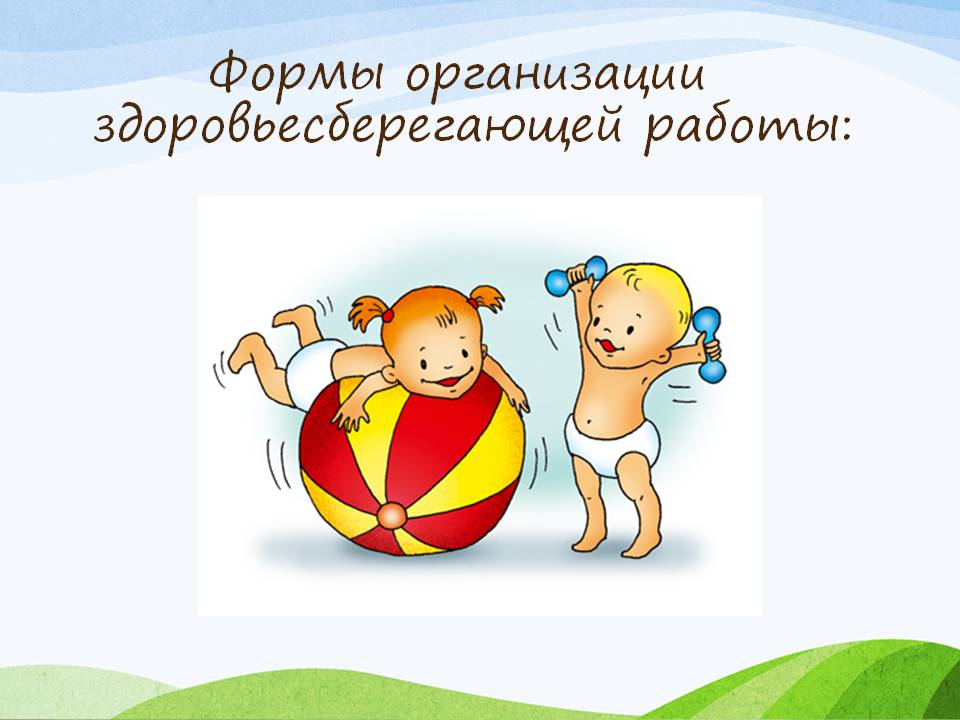 Формы организации
здоровьесберегающей работы: